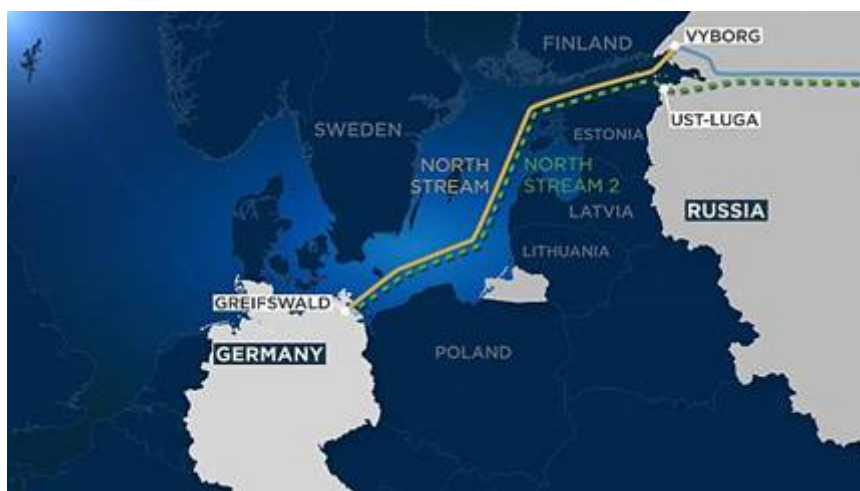 FINLAND
VYBORG
UST-LUGA
SWEDEN
ESTONIA
NORTH
STREAM
NORTH
STREAM 2
LATVIA
RUSSIA
LITHUANIA
GREIFSWALD
GERMANY
POLAND